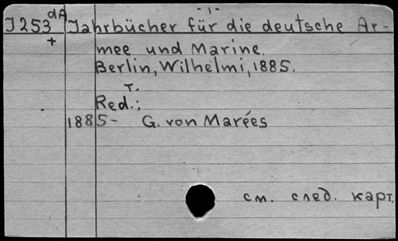 - 1 -
J253 dA Jahrbücher für die deutsche Ar-
+ mee und Marine.
Berlin, Wilhelmi, 1885.
T.
Red.:
1885- G. von Marées
см. след. карт.